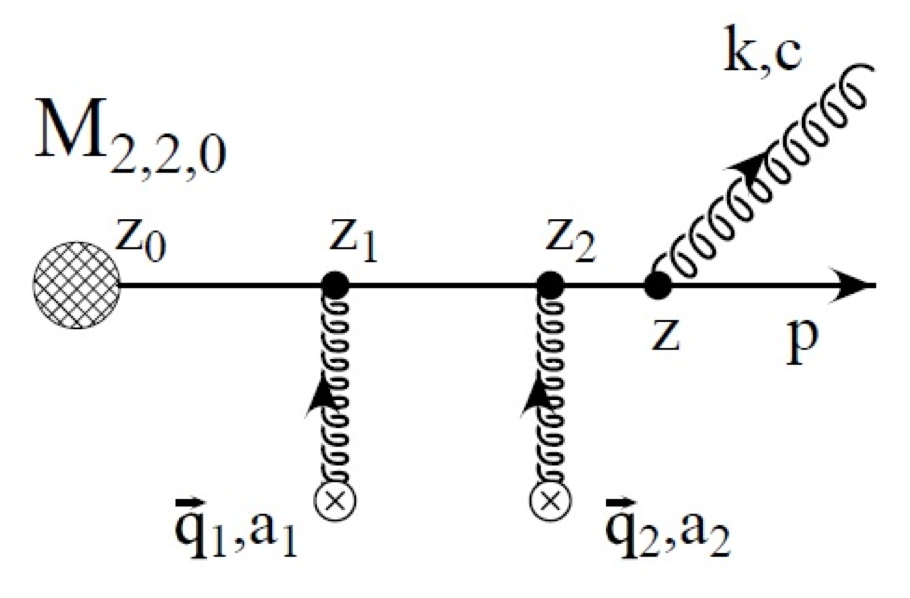 k,c
M2,2,0
z0 z1 z2
z p
q⃗1,a1 q⃗2,a2